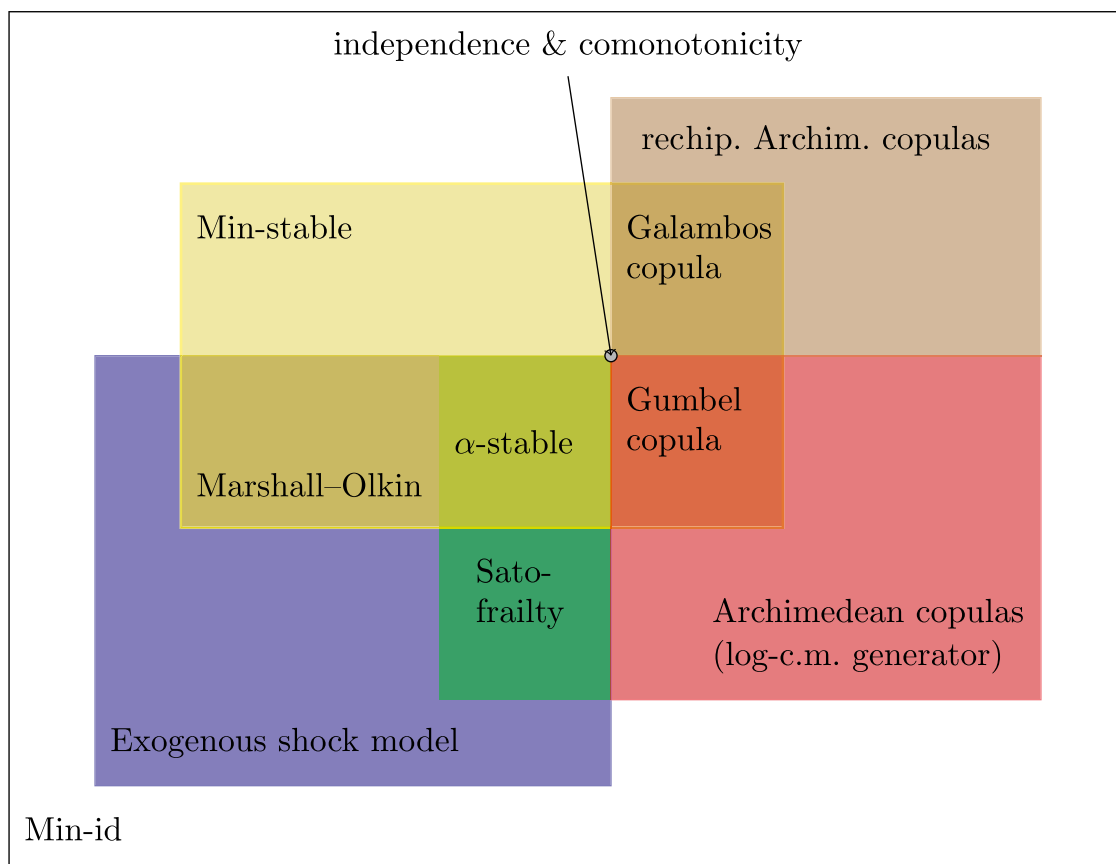 independence & comonotonicity
rechip. Archim. copulas
Min-stable
Galambos
copula
Gumbel
copula
α-stable
Marshall–Olkin
Sato-
frailty
Archimedean copulas
(log-c.m. generator)
Exogenous shock model
Min-id